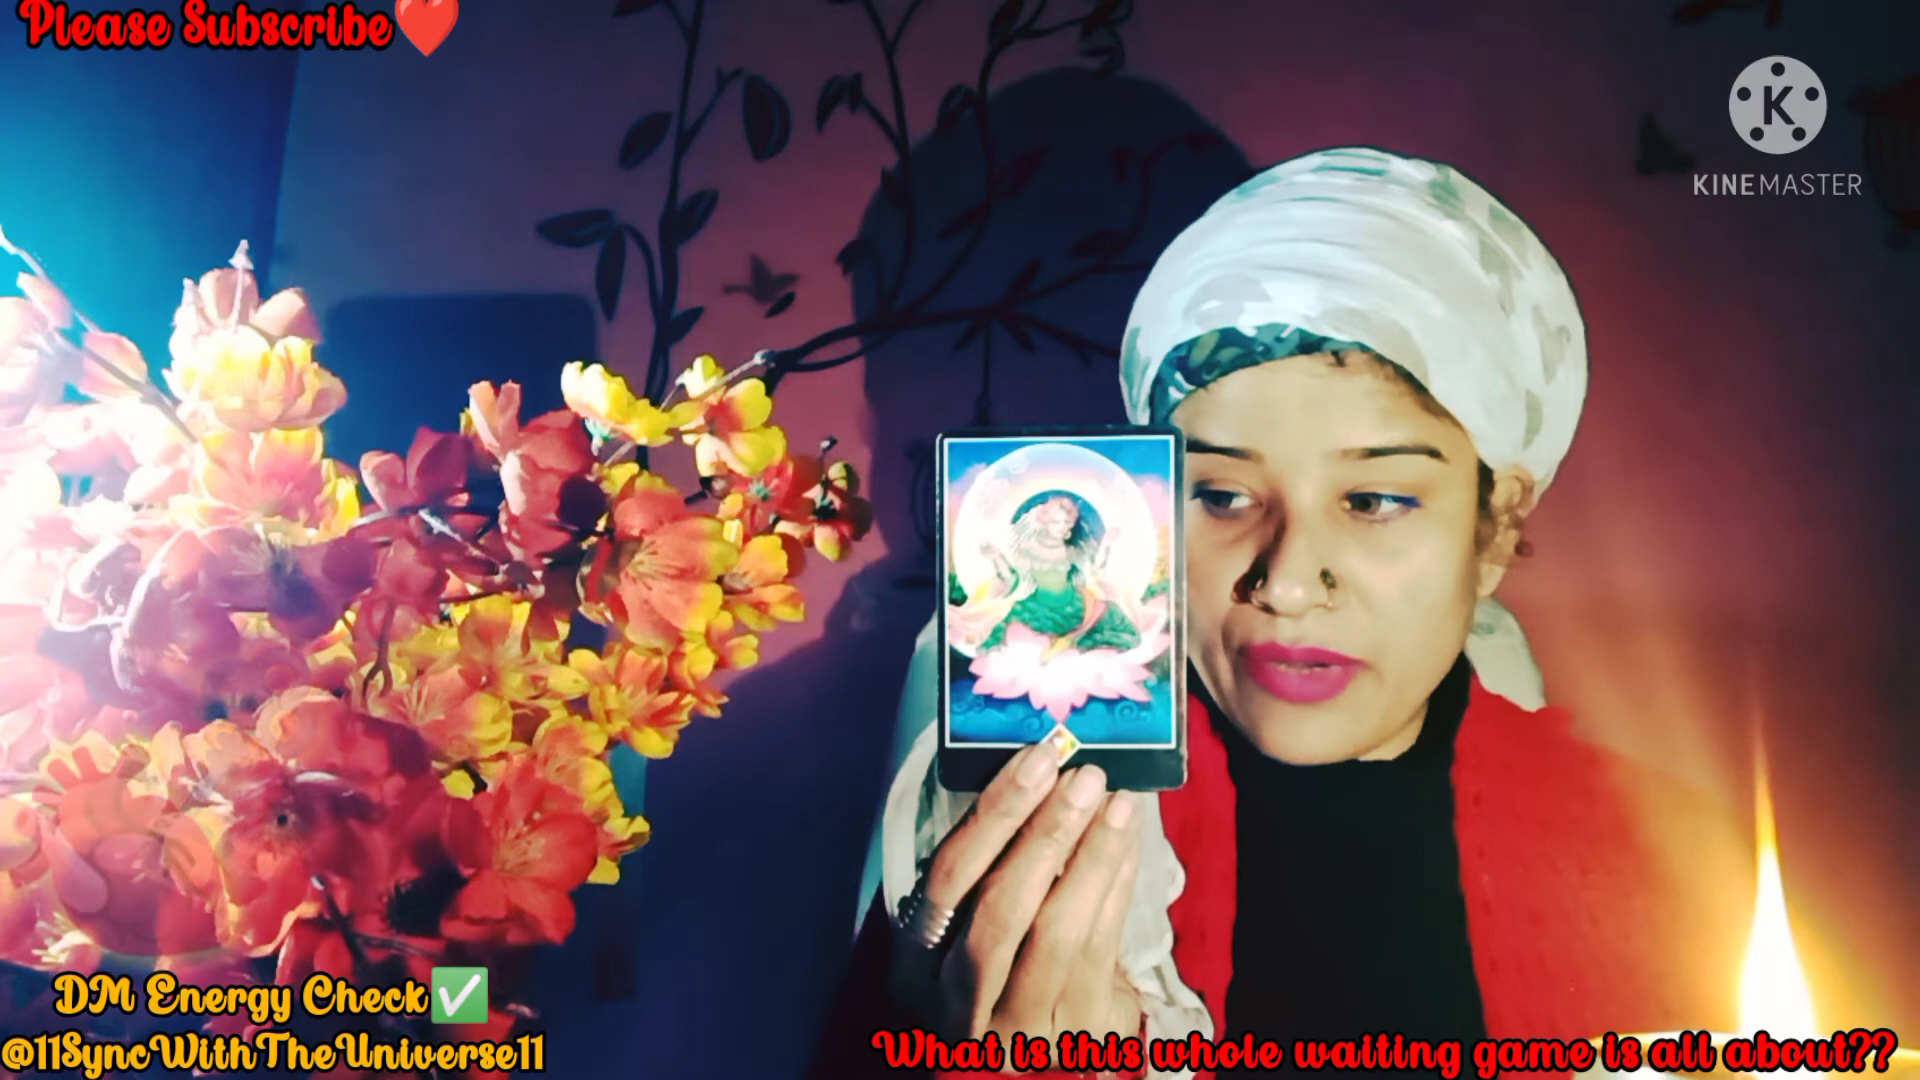 Please Subscribe❤️
K
KINEMASTER
DM Energy Check✅
@11SyncWithTheUniverse11
What is this whole waiting game is all about??